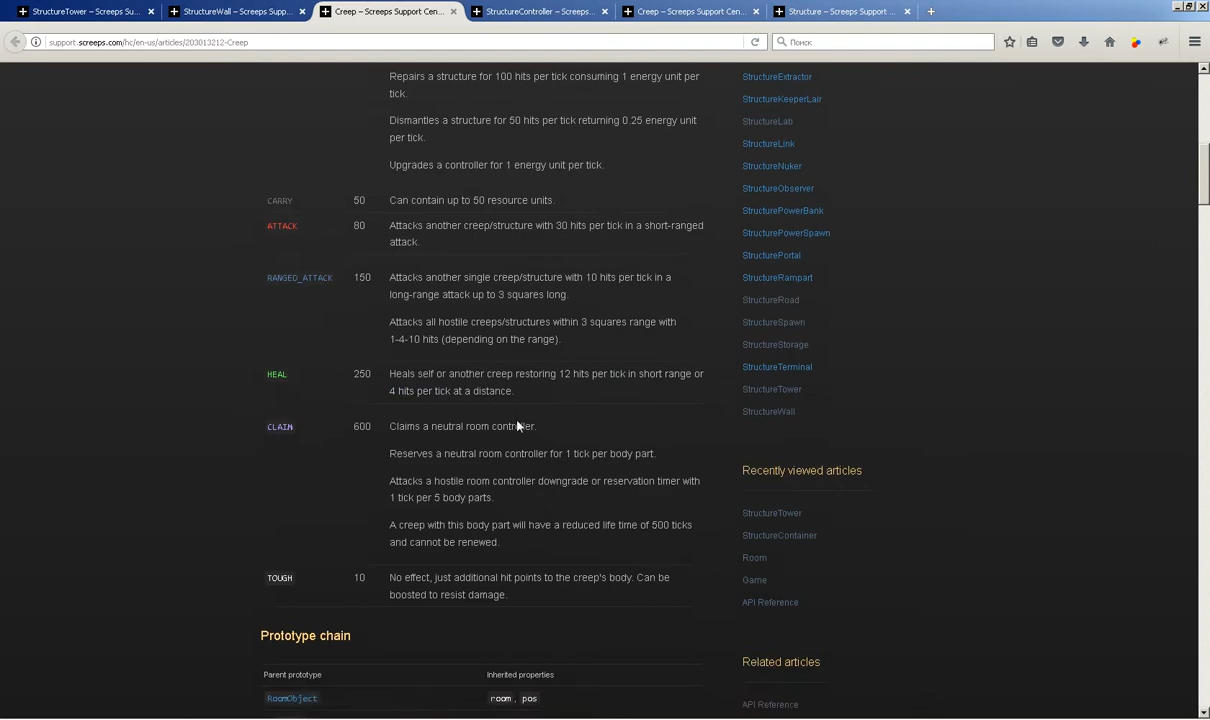 StructureTower – Screeps Su...
StructureWall – Screeps Supp...
Creep – Screeps Support Cen...
StructureController – Screeps...
Creep – Screeps Support Cen...
Structure – Screeps Support ...
support.screeps.com/hc/en-us/articles/203013212-Creep
Поиск
Repairs a structure for 100 hits per tick consuming 1 energy unit per
tick.
Dismantles a structure for 50 hits per tick returning 0.25 energy unit
per tick.
Upgrades a controller for 1 energy unit per tick.
CARRY 50 Can contain up to 50 resource units.
ATTACK 80 Attacks another creep/structure with 30 hits per tick in a short-ranged
attack.
RANGED_ATTACK 150 Attacks another single creep/structure with 10 hits per tick in a
long-range attack up to 3 squares long.
Attacks all hostile creeps/structures within 3 squares range with
1-4-10 hits (depending on the range).
HEAL 250 Heals self or another creep restoring 12 hits per tick in short range or
4 hits per tick at a distance.
CLAIM 600 Claims a neutral room controller.
Reserves a neutral room controller for 1 tick per body part.
Attacks a hostile room controller downgrade or reservation timer with
1 tick per 5 body parts.
A creep with this body part will have a reduced life time of 500 ticks
and cannot be renewed.
TOUGH 10 No effect, just additional hit points to the creep's body. Can be
boosted to resist damage.
Prototype chain
Parent prototype Inherited properties
RoomObject room, pos
StructureExtractor
StructureKeeperLair
StructureLab
StructureLink
StructureNuker
StructureObserver
StructurePowerBank
StructurePowerSpawn
StructurePortal
StructureRampart
StructureRoad
StructureSpawn
StructureStorage
StructureTerminal
StructureTower
StructureWall
Recently viewed articles
StructureTower
StructureContainer
Room
Game
API Reference
Related articles
API Reference